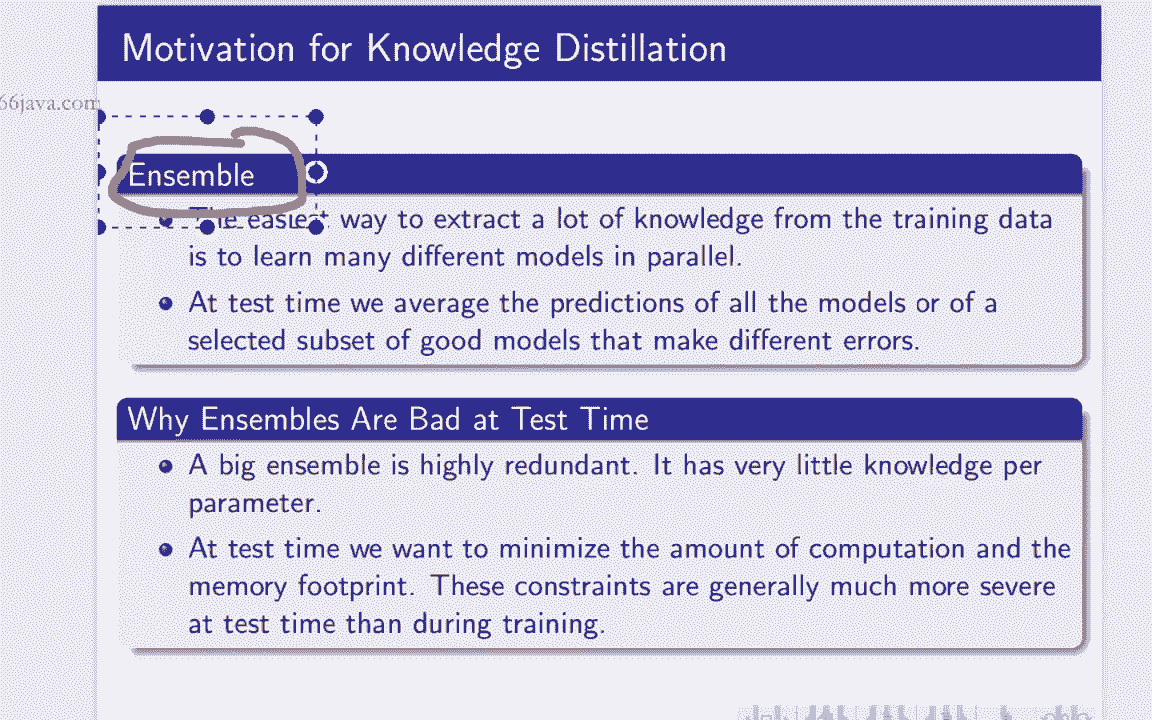 Motivation for Knowledge Distillation
66java.com
Ensemble
The easiest way to extract a lot of knowledge from the training data
is to learn many different models in parallel.
At test time we average the predictions of all the models or of a
selected subset of good models that make different errors.
Why Ensembles Are Bad at Test Time
A big ensemble is highly redundant. It has very little knowledge per
parameter.
At test time we want to minimize the amount of computation and the
memory footprint. These constraints are generally much more severe
at test time than during training.